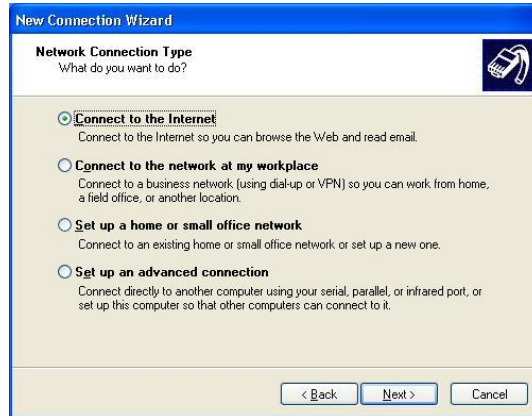 New Connection Wizard
Network Connection Type
What do you want to do?
Connect to the Internet
Connect to the Internet so you can browse the Web and read email.
Connect to the network at my workplace
Connect to a business network (using dial-up or VPN) so you can work from home,
a field office, or another location.
Set up a home or small office network
Connect to an existing home or small office network or set up a new one.
Set up an advanced connection
Connect directly to another computer using your serial, parallel, or infrared port, or
set up this computer so that other computers can connect to it.
< Back Next > Cancel